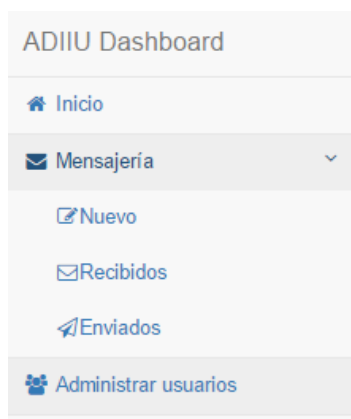 ADIIU Dashboard
Inicio
Mensajería
Nuevo
Recibidos
Enviados
Administrar usuarios